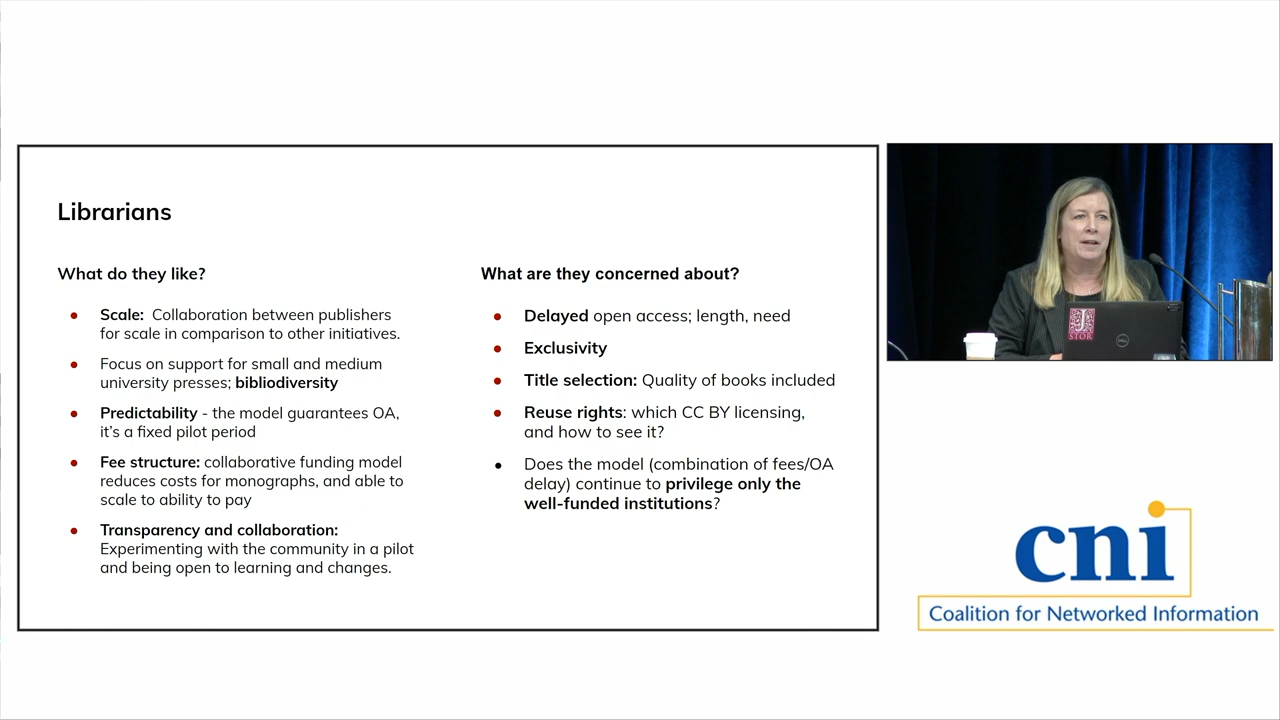 Librarians
What do they like?
Scale: Collaboration between publishers
for scale in comparison to other initiatives.
Focus on support for small and medium
university presses; bibliodiversity
Predictability - the model guarantees OA,
it's a fixed pilot period
Fee structure: collaborative funding model
reduces costs for monographs, and able to
scale to ability to pay
Transparency and collaboration:
Experimenting with the community in a pilot
and being open to learning and changes.
What are they concerned about?
Delayed open access; length, need
Exclusivity
Title selection: Quality of books included
Reuse rights: which CC BY licensing,
and how to see it?
Does the model (combination of fees/OA
delay) continue to privilege only the
well-funded institutions?
J
STOR
DELL
cni
Coalition for Networked Information